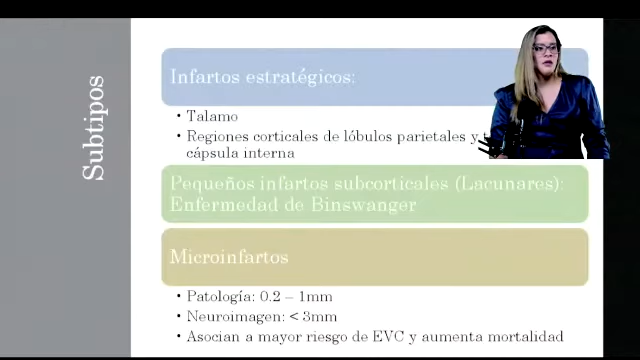 Subtipos
Infartos estratégicos:
• Talamo
• Regiones corticales de lóbulos parietales y
cápsula interna
Pequeños infartos subcorticales (Lacunares):
Enfermedad de Binswanger
Microinfartos
• Patología: 0.2 – 1mm
• Neuroimagen: < 3mm
• Asocian a mayor riesgo de EVC y aumenta mortalidad